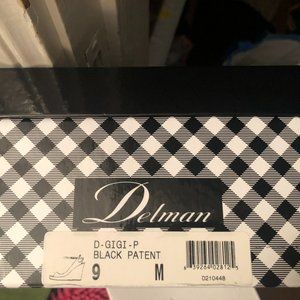 Delman
D-GIGI-P
BLACK PATENT
9 M
0210448